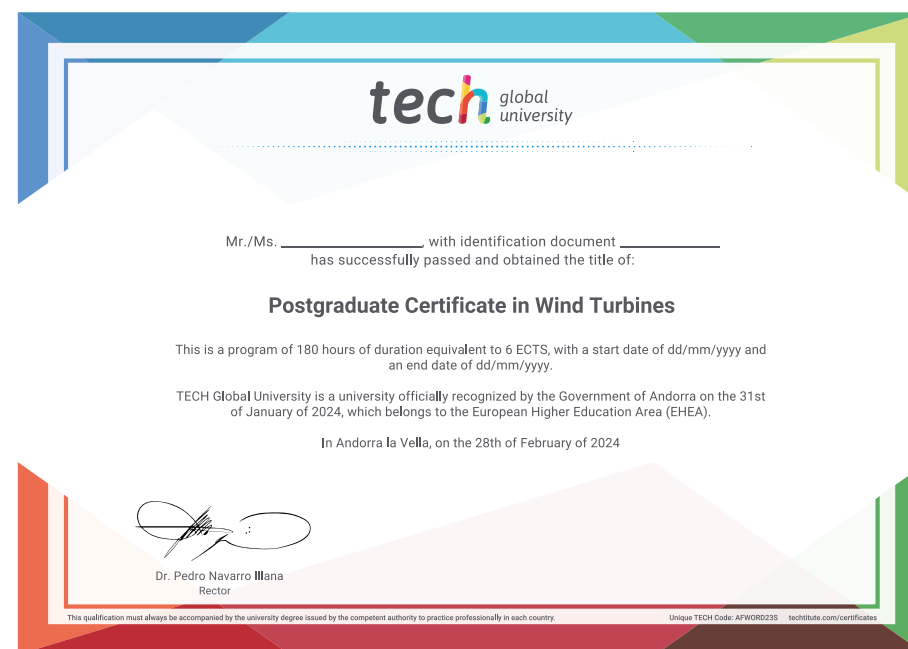 tech global university
Mr./Ms. ____________, with identification document ____________
has successfully passed and obtained the title of:
Postgraduate Certificate in Wind Turbines
This is a program of 180 hours of duration equivalent to 6 ECTS, with a start date of dd/mm/yyyy and
an end date of dd/mm/yyyy.
TECH Global University is a university officially recognized by the Government of Andorra on the 31st
of January of 2024, which belongs to the European Higher Education Area (EHEA).
In Andorra la Vella, on the 28th of February of 2024
Dr. Pedro Navarro Illana
Rector
This qualification must always be accompanied by the university degree issued by the competent authority to practice professionally in each country. Unique TECH Code: AFWORD23S techtitute.com/certificates